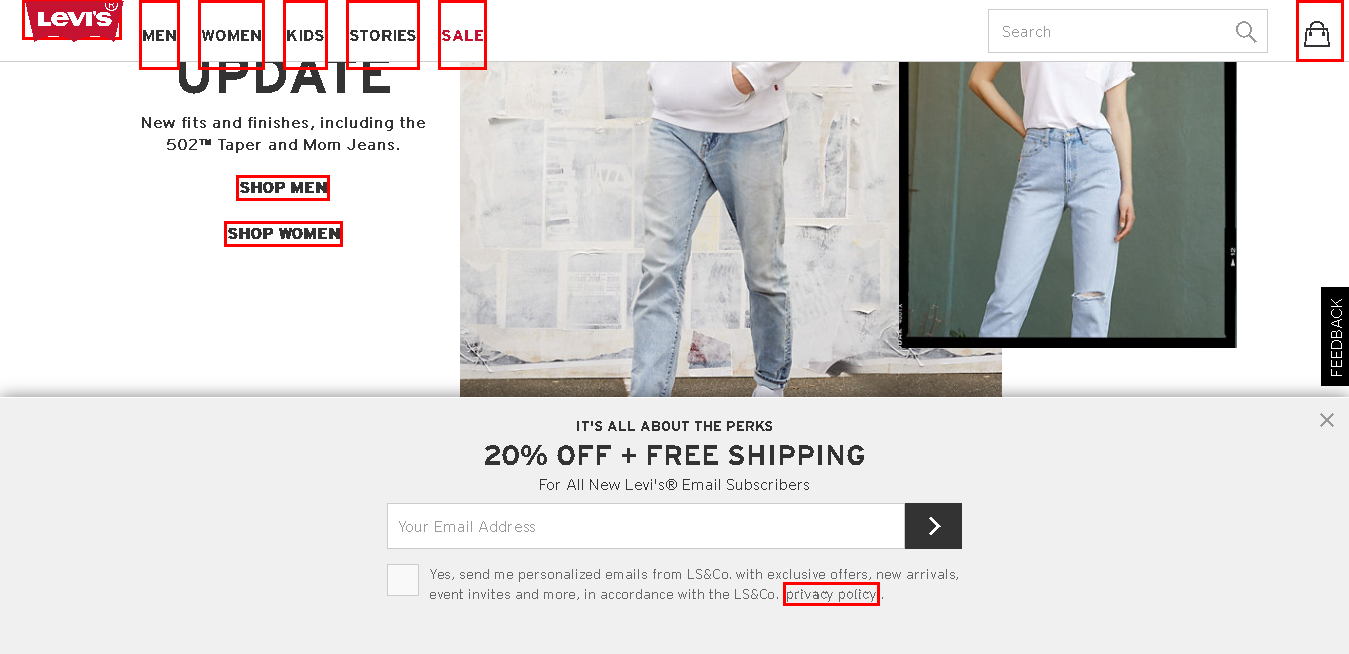 LEVI'S®
MEN WOMEN KIDS STORIES SALE
Search
UPDATE
New fits and finishes, including the
502™ Taper and Mom Jeans.
SHOP MEN
SHOP WOMEN
12
FEEDBACK
IT'S ALL ABOUT THE PERKS
20% OFF + FREE SHIPPING
For All New Levi's® Email Subscribers
Your Email Address
Yes, send me personalized emails from LS&Co. with exclusive offers, new arrivals,
event invites and more, in accordance with the LS&Co. privacy policy.